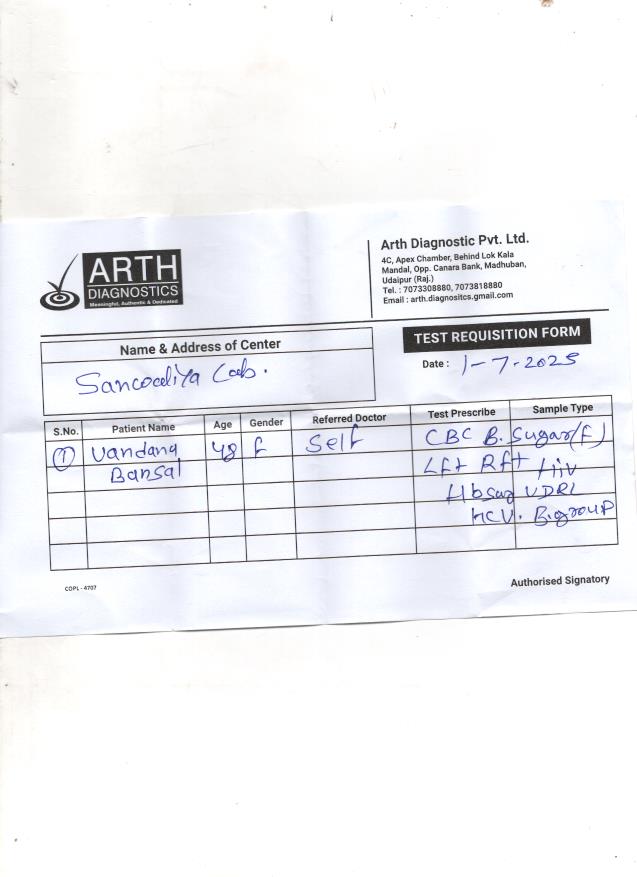 ARTH
DIAGNOSTICS
Meaningful, Authentic & Dedicated
Arth Diagnostic Pvt. Ltd.
4C, Apex Chamber, Behind Lok Kala
Mandal, Opp. Canara Bank, Madhuban,
Udaipur (Raj.)
Tel. : 7073308880, 7073818880
Email : arth.diagnositcs.gmail.com
TEST REQUISITION FORM
Name & Address of Center
Date : 1-7-2025
Lab.
S.No. Patient Name Age Gender Referred Doctor Test Prescribe Sample Type
① Vandana 48 F Self CBC B. Sugar (F)
Bansal Lft Rft Hiv
Hbsag VDRL
HCV. B.group
COPL - 4707
Authorised Signatory